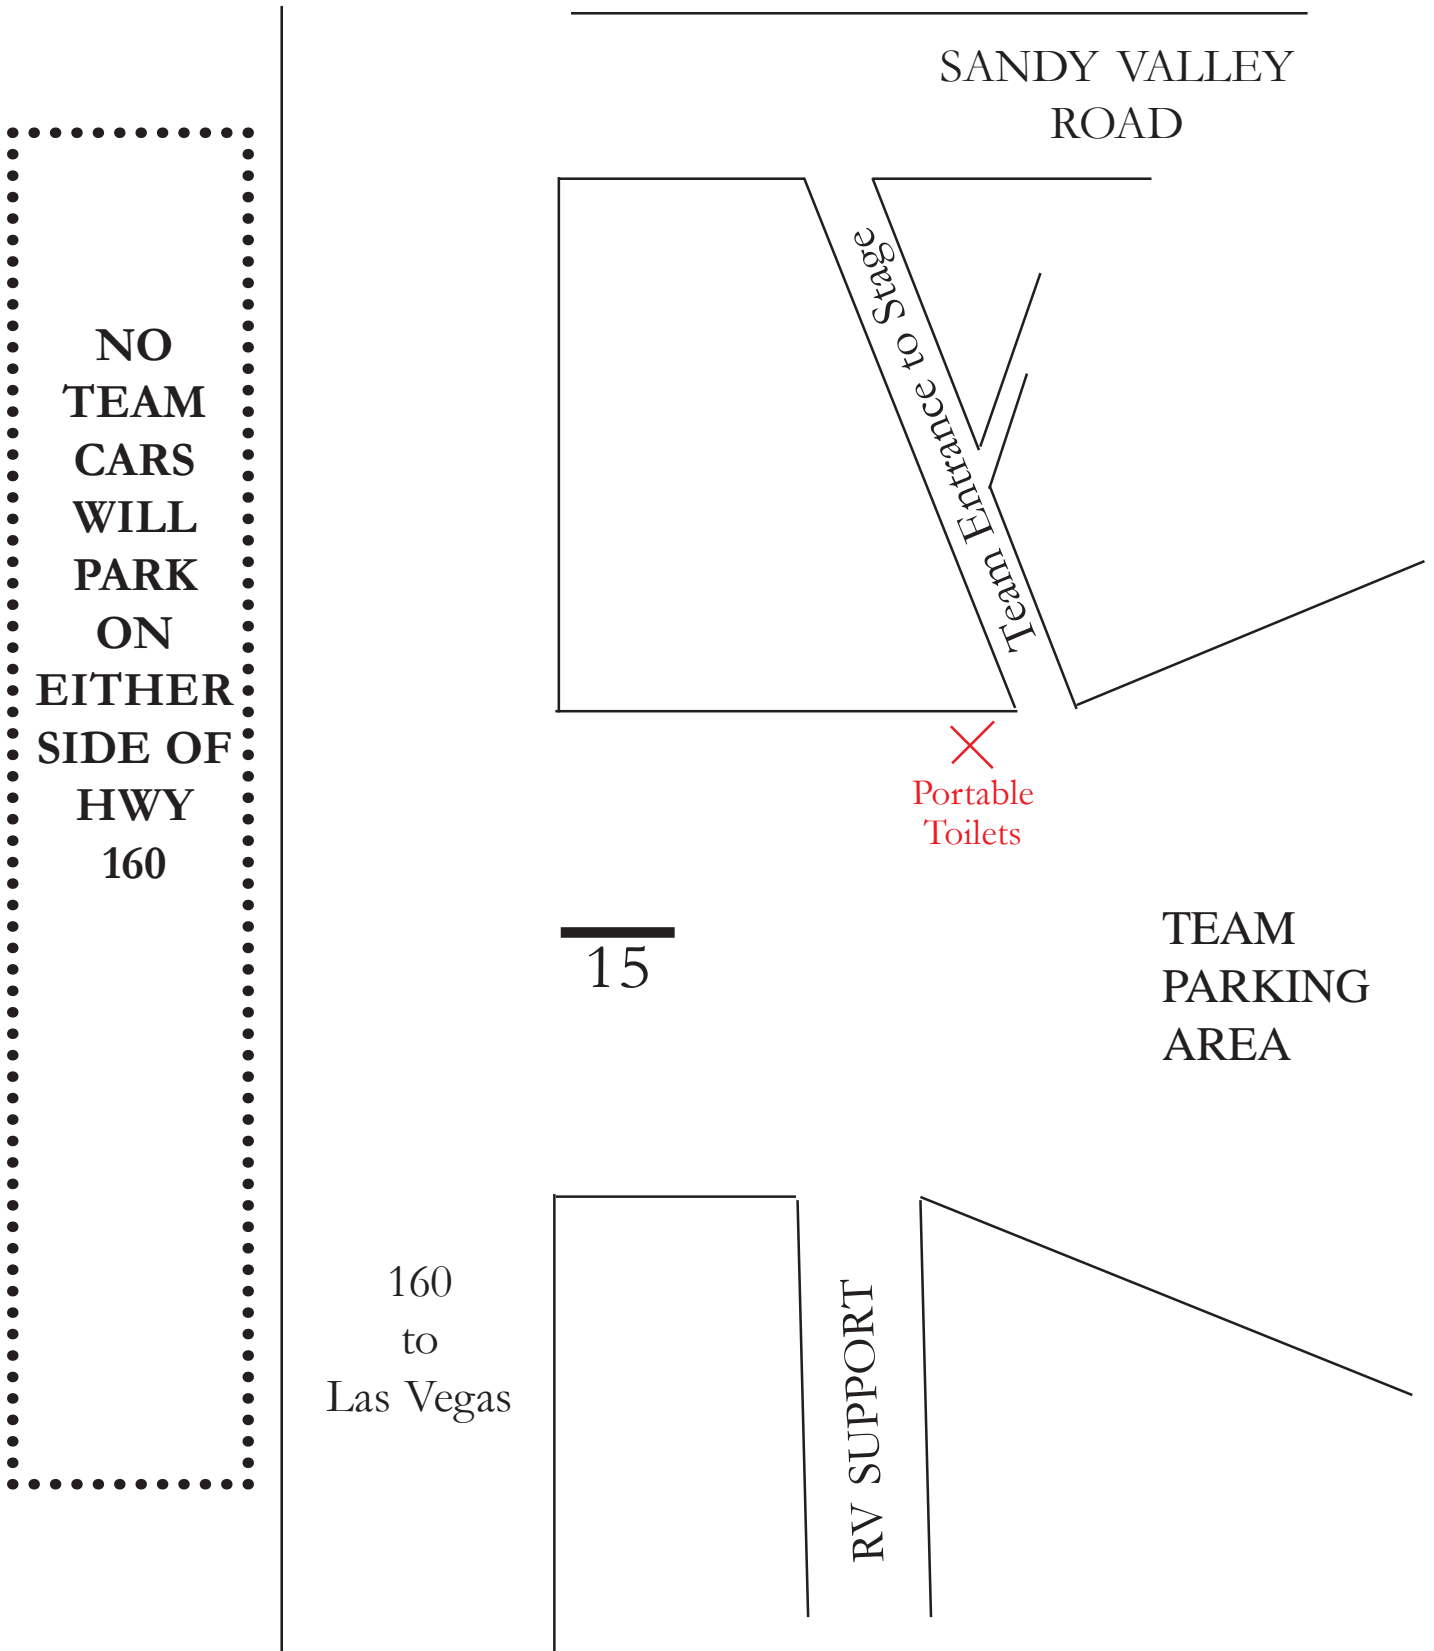 SANDY VALLEY
ROAD
Team Entrance to Stage
NO
TEAM
CARS
WILL
PARK
ON
EITHER
SIDE OF
HWY
160
Portable
Toilets
15
TEAM
PARKING
AREA
160
to
Las Vegas
RV SUPPORT